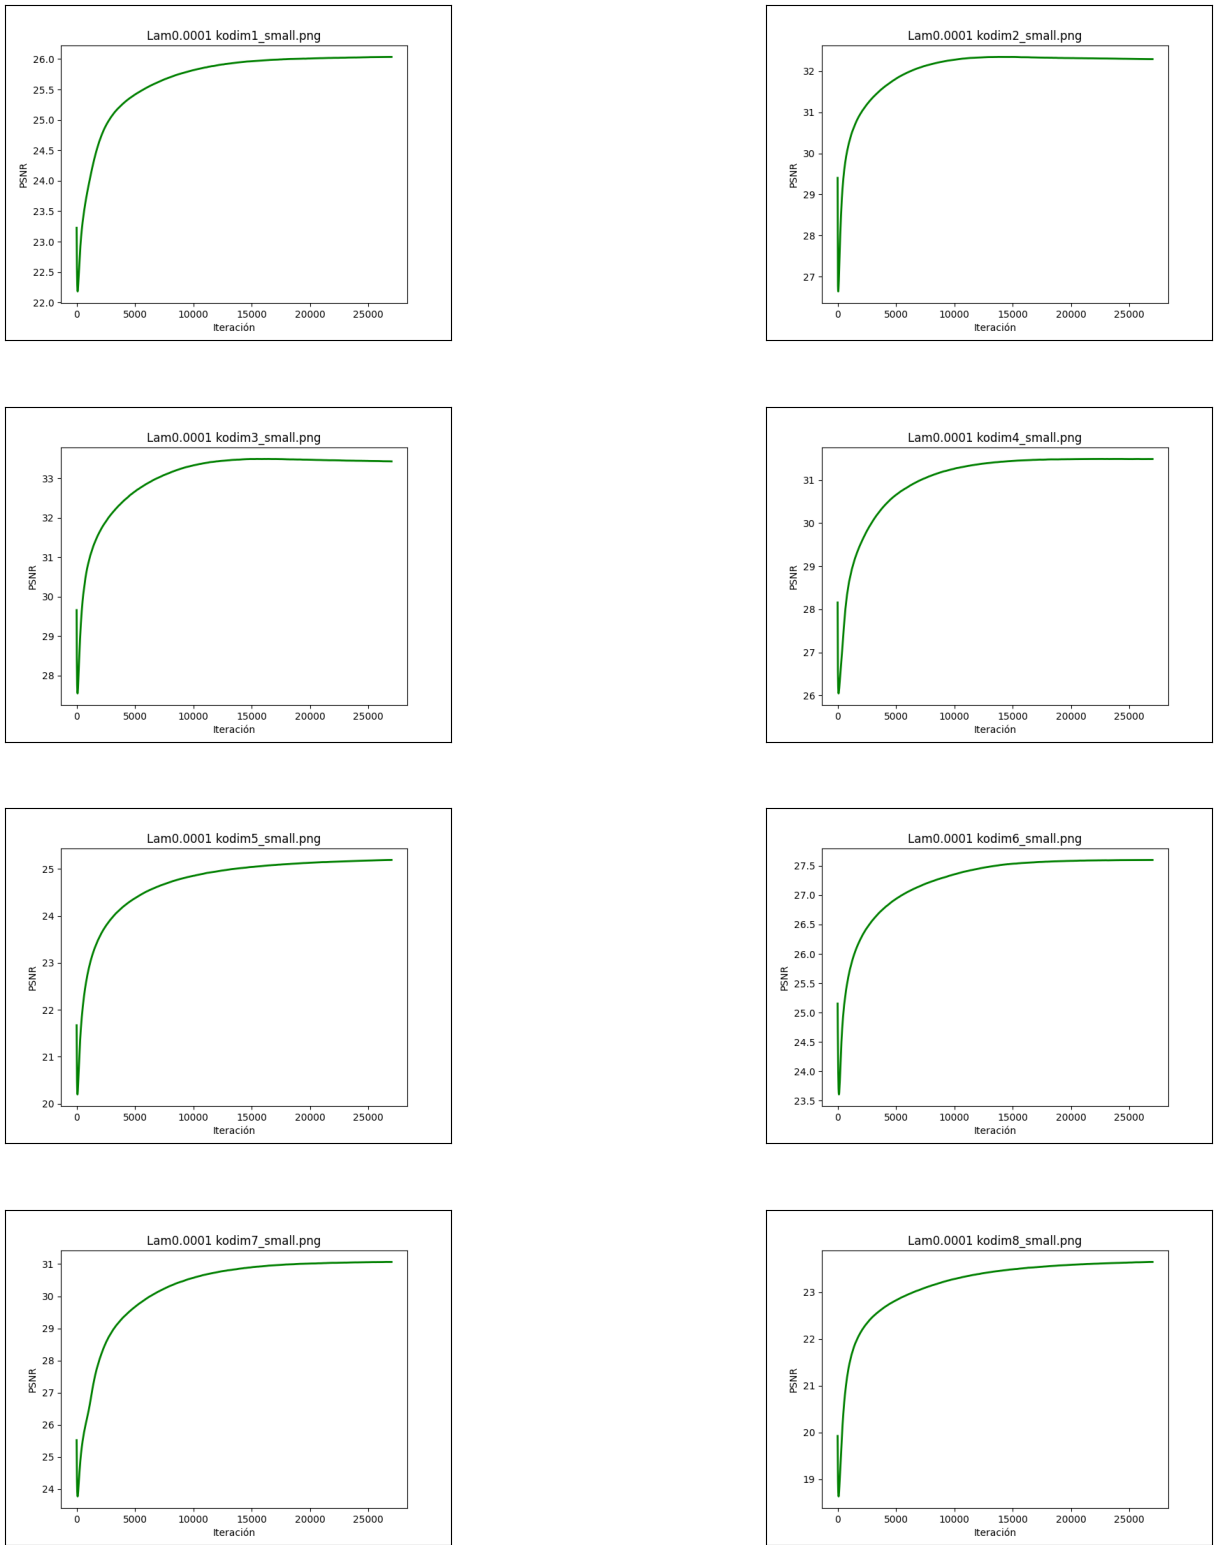 Lam0.0001 kodim1_small.png
26.0
25.5
25.0
24.5
24.0
23.5
23.0
22.5
22.0
PSNR
0 5000 10000 15000 20000 25000
Iteración
Lam0.0001 kodim2_small.png
32
31
30
29
28
27
PSNR
0 5000 10000 15000 20000 25000
Iteración
Lam0.0001 kodim3_small.png
33
32
31
30
29
28
PSNR
0 5000 10000 15000 20000 25000
Iteración
Lam0.0001 kodim4_small.png
31
30
29
28
27
26
PSNR
0 5000 10000 15000 20000 25000
Iteración
Lam0.0001 kodim5_small.png
25
24
23
22
21
20
PSNR
0 5000 10000 15000 20000 25000
Iteración
Lam0.0001 kodim6_small.png
27.5
27.0
26.5
26.0
25.5
25.0
24.5
24.0
23.5
PSNR
0 5000 10000 15000 20000 25000
Iteración
Lam0.0001 kodim7_small.png
31
30
29
28
27
26
25
24
PSNR
0 5000 10000 15000 20000 25000
Iteración
Lam0.0001 kodim8_small.png
23
22
21
20
19
PSNR
0 5000 10000 15000 20000 25000
Iteración